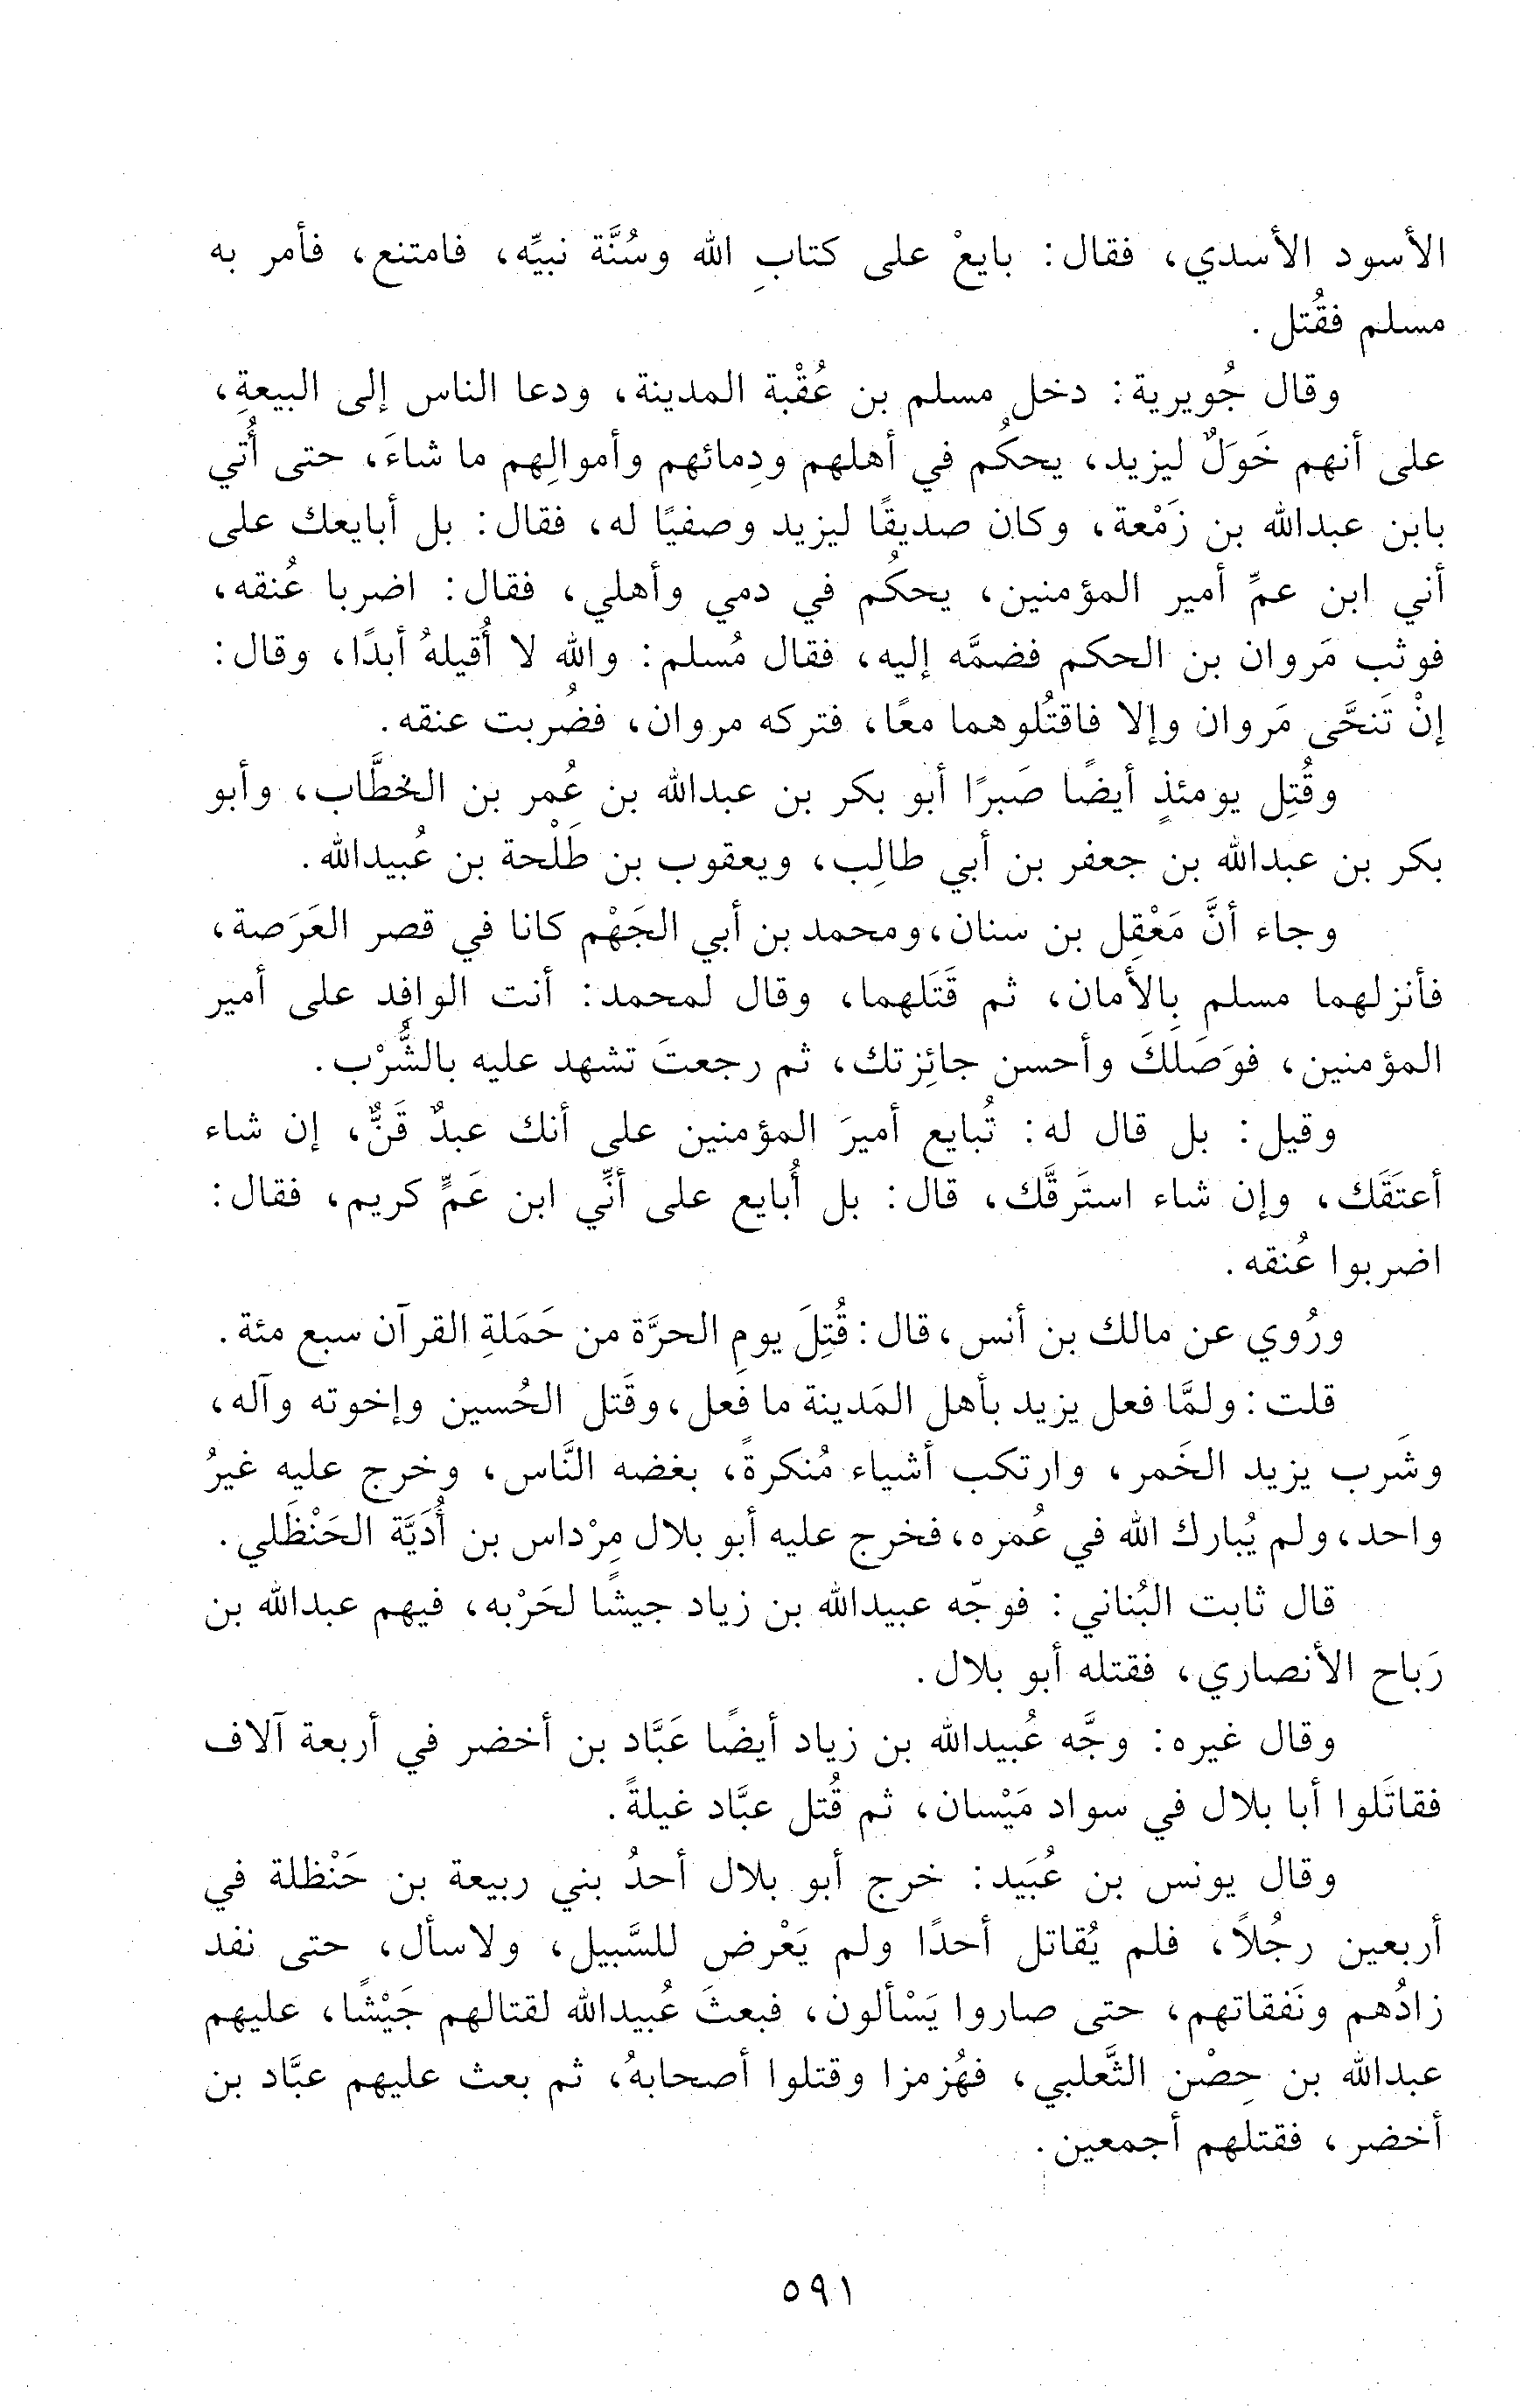 الأسود الأسدي، فقال: بايعْ على كتابِ الله وسُنَّة نبيِّه، فامتنع، فأمر به
مسلم فقُتل.
وقال جُويرية: دخل مسلم بن عُقْبة المدينة، ودعا الناس إلى البيعةِ،
على أنهم خَوَلٌ ليزيد، يحكُم في أهلهم ودِمائهم وأموالِهم ما شاءَ، حتى أُتي
بابن عبدالله بن زَمْعة، وكان صديقًا ليزيد وصفيًا له، فقال: بل أبايعك على
أني ابن عمِّ أمير المؤمنين، يحكُم في دمي وأهلي، فقال: اضربا عُنقه،
فوثب مَروان بن الحكم فضمَّه إليه، فقال مُسلم: والله لا أُقيلهُ أبدًا، وقال:
إنْ تَنحَّى مَروان وإلا فاقتُلوهما معًا، فتركه مروان، فضُربت عنقه.
وقُتِل يومئذٍ أيضًا صَبرًا أبو بكر بن عبدالله بن عُمر بن الخطَّاب، وأبو
بكر بن عبدالله بن جعفر بن أبي طالِب، ويعقوب بن طَلْحة بن عُبيدالله.
وجاء أنَّ مَعْقِل بن سنان، ومحمد بن أبي الجَهْم كانا في قصر العَرَصة،
فأنزلهما مسلم بِالأمان، ثم قَتَلهما، وقال لمحمد: أنت الوافِد على أمير
المؤمنين، فوَصَلكَ وأحسن جائِزتك، ثم رجعتَ تشهد عليه بالشُّرْب.
وقيل: بل قال له: تُبايع أميرَ المؤمنين على أنك عبدٌ قَنٌّ، إن شاء
أعتَقَك، وإن شاء استَرقَّك، قال: بل أُبايع على أنِّي ابن عَمٍّ كريم، فقال:
اضربوا عُنقه.
ورُوي عن مالك بن أنس، قال: قُتِلَ يوم الحرَّة من حَمَلةِ القرآن سبع مئة.
قلت: ولمَّا فعل يزيد بأهل المَدينة ما فَعل، وقَتل الحُسين وإخوته وآله،
وشَرب يزيد الخَمر، وارتكب أشياء مُنكرةً، بغضه النَّاس، وخرج عليه غيرُ
واحد، ولم يُبارك الله في عُمره، فخرج عليه أبو بلال مِرْداس بن أُدَيَّة الحَنْظَلي.
قال ثابت البُناني: فوجّه عبيدالله بن زياد جيشًا لحَرْبه، فيهم عبدالله بن
رَباح الأنصاري، فقتله أبو بلال.
وقال غيره: وجَّه عُبيدالله بن زياد أيضًا عَبَّاد بن أخضر في أربعة آلاف
فقاتَلوا أبا بلال في سواد مَيْسان، ثم قُتل عبَّاد غيلةً.
وقال يونس بن عُبَيد: خرج أبو بلال أحدُ بني ربيعة بن حَنْظلة في
أربعين رجُلاً، فلم يُقاتل أحدًا ولم يَعْرض للسَّبيل، ولاسأل، حتى نفد
زادُهم ونَفقاتهم، حتى صاروا يَسْألون، فبعثَ عُبيدالله لقتالهم جَيْشًا، عليهم
عبدالله بن حِصْن الثَّعلبي، فهُزمزا وقتلوا أصحابهُ، ثم بعث عليهم عبَّاد بن
أخضر، فقتلهم أجمعين.
٥٩١